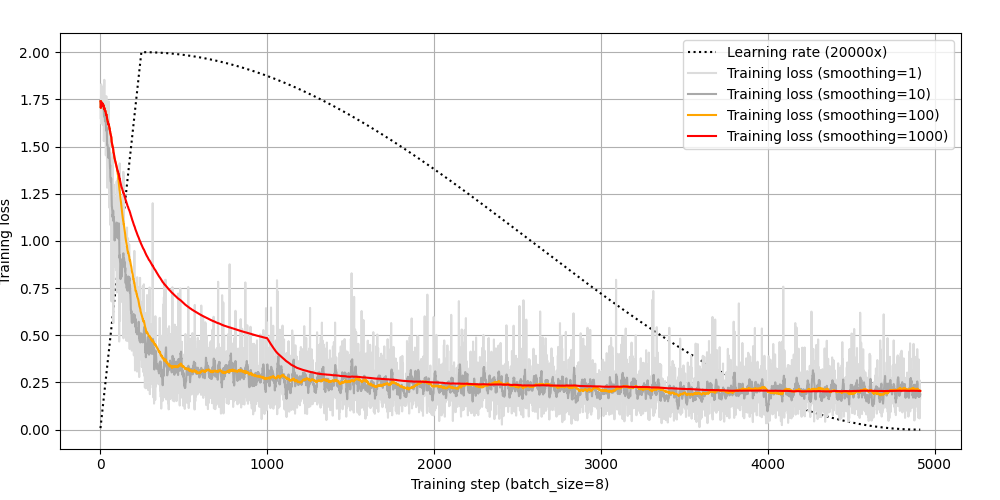 Learning rate (20000x)
Training loss (smoothing=1)
Training loss (smoothing=10)
Training loss (smoothing=100)
Training loss (smoothing=1000)
Training loss
2.00
1.75
1.50
1.25
1.00
0.75
0.50
0.25
0.00
0
1000
2000
3000
4000
5000
Training step (batch_size=8)